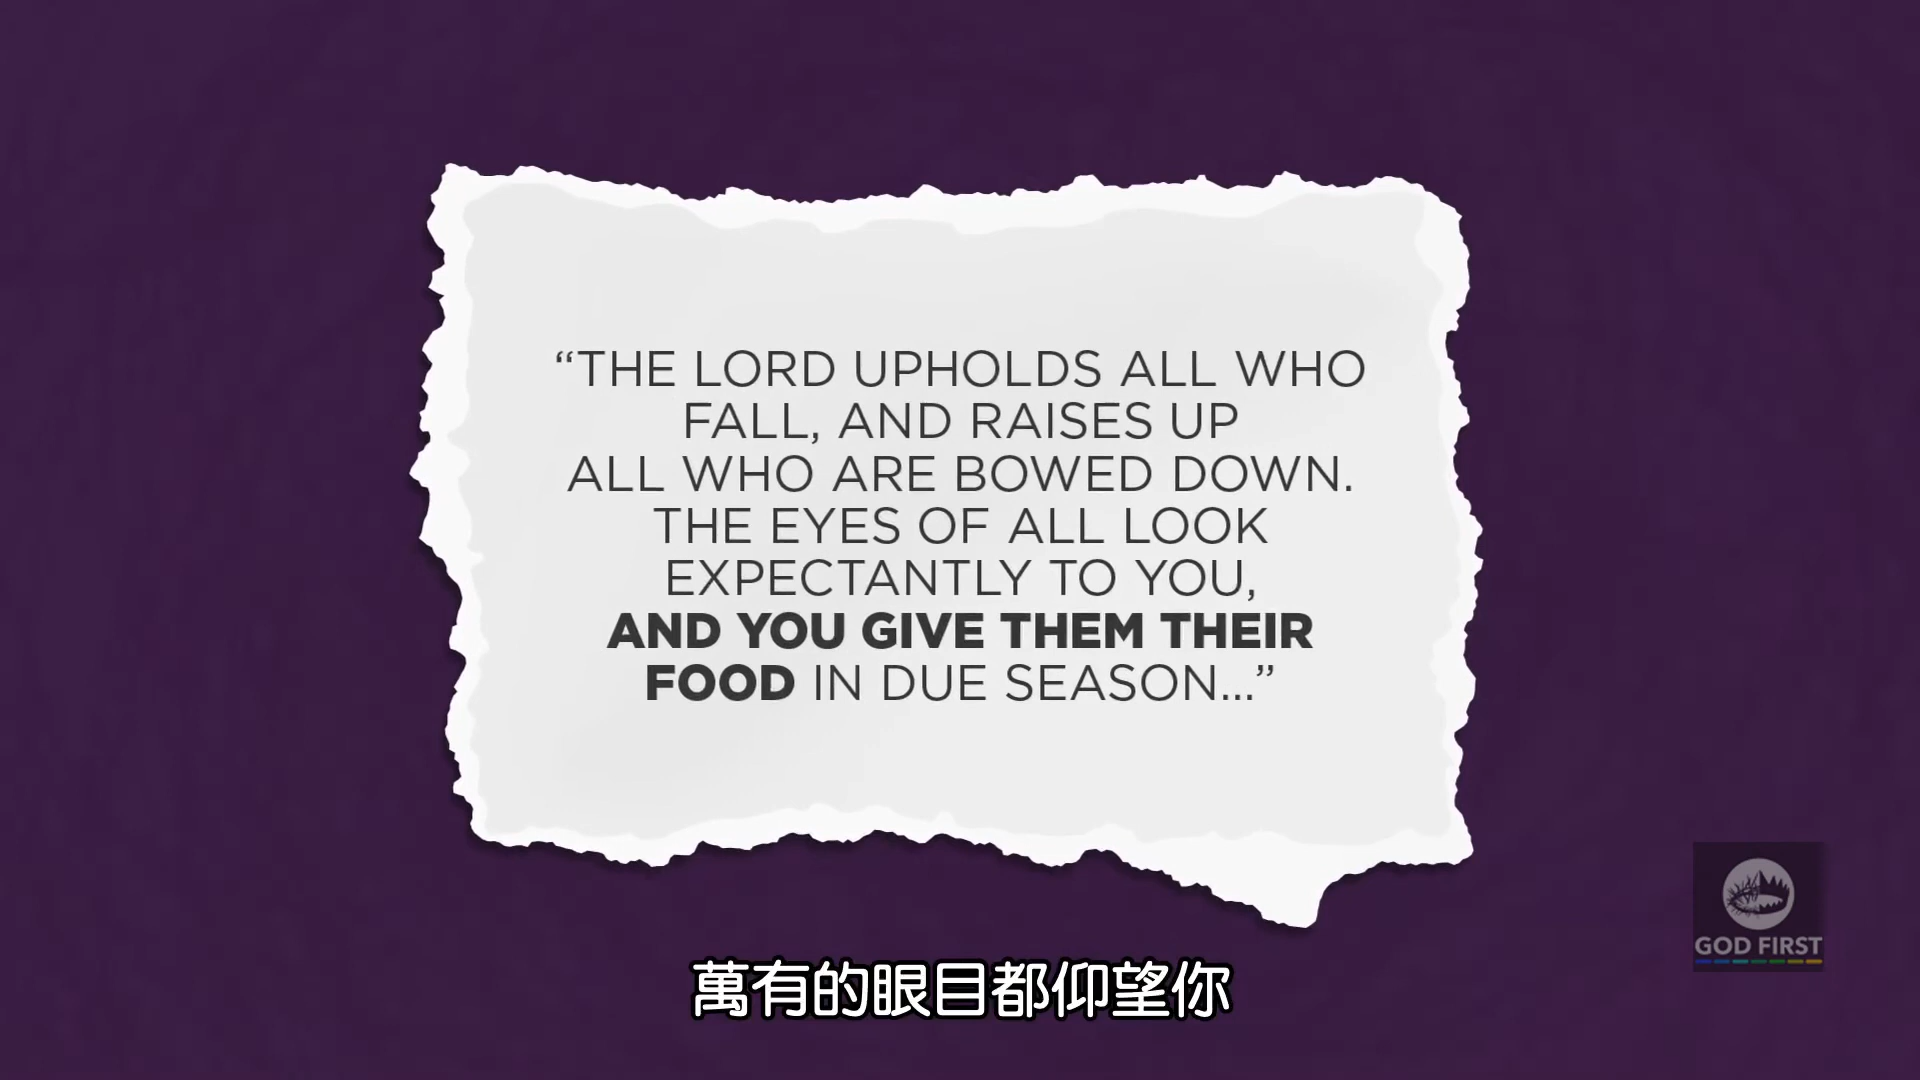 “THE LORD UPHOLDS ALL WHO
FALL, AND RAISES UP
ALL WHO ARE BOWED DOWN.
THE EYES OF ALL LOOK
EXPECTANTLY TO YOU,
AND YOU GIVE THEM THEIR
FOOD IN DUE SEASON...”
GOD FIRST
萬有的眼目都仰望你